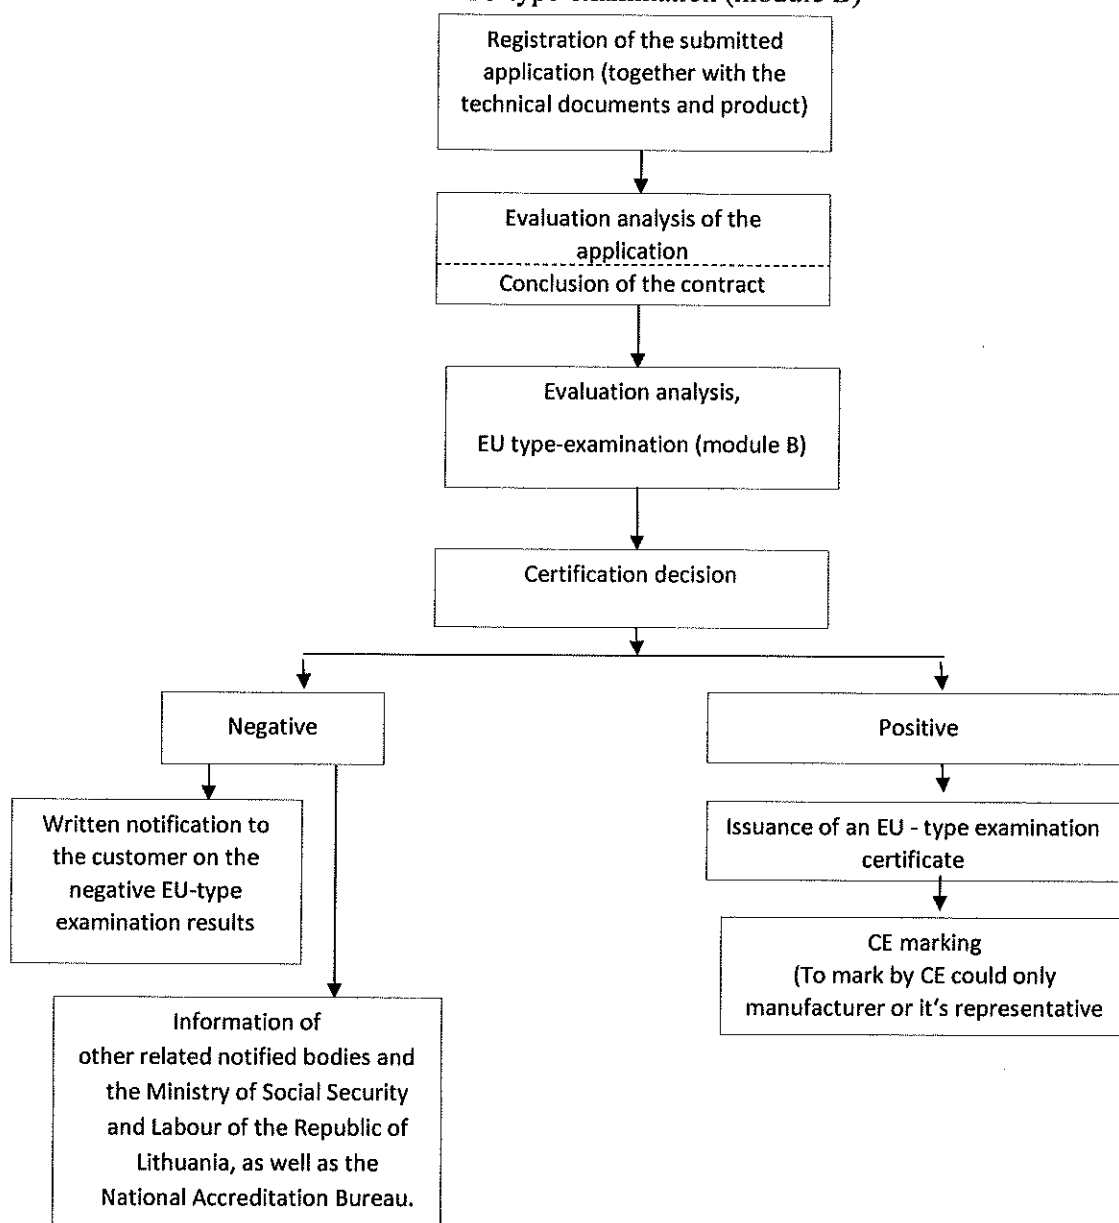 type-examination (module B)
Registration of the submitted
application (together with the
technical documents and product)
Evaluation analysis of the
application
Conclusion of the contract
Evaluation analysis,
EU type-examination (module B)
Certification decision
Negative
Positive
Written notification to
the customer on the
negative EU-type
examination results
Issuance of an EU - type examination
certificate
CE marking
(To mark by CE could only
manufacturer or it‘s representative
Information of
other related notified bodies and
the Ministry of Social Security
and Labour of the Republic of
Lithuania, as well as the
National Accreditation Bureau.